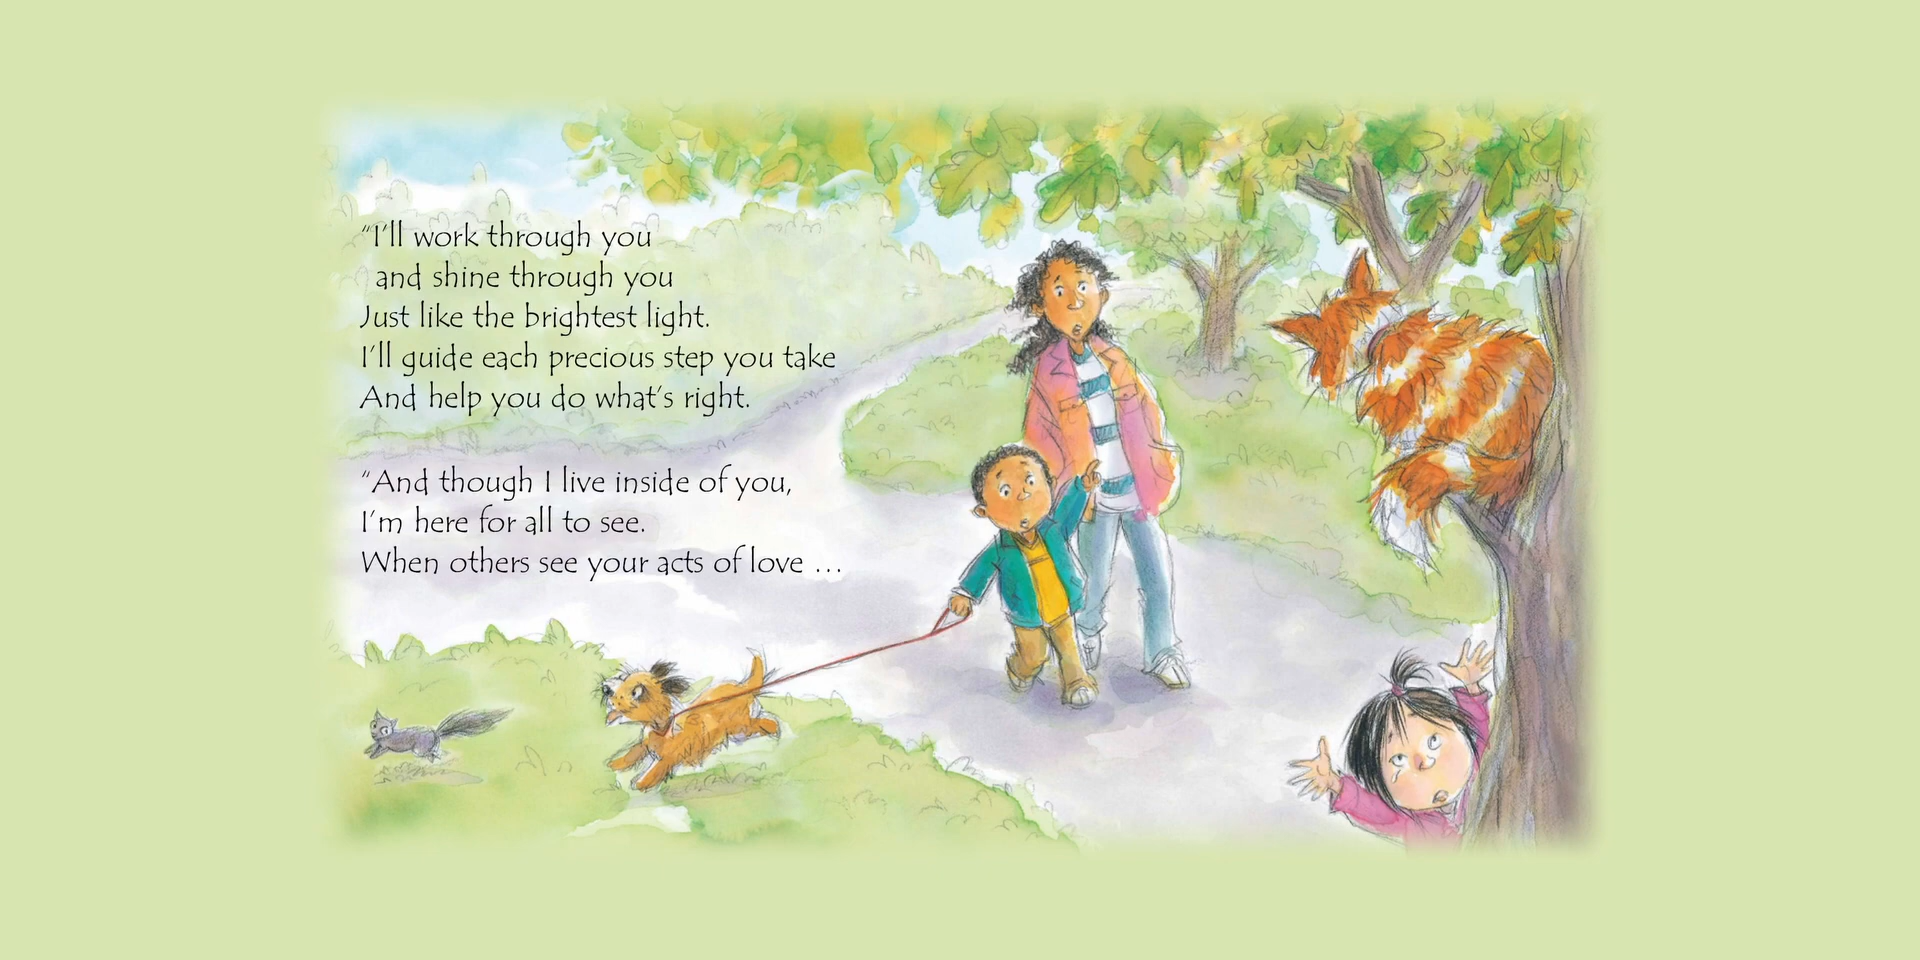 “I’ll work through you
and shine through you
Just like the brightest light.
I’ll guide each precious step you take
And help you do what’s right.
“And though I live inside of you,
I’m here for all to see.
When others see your acts of love …